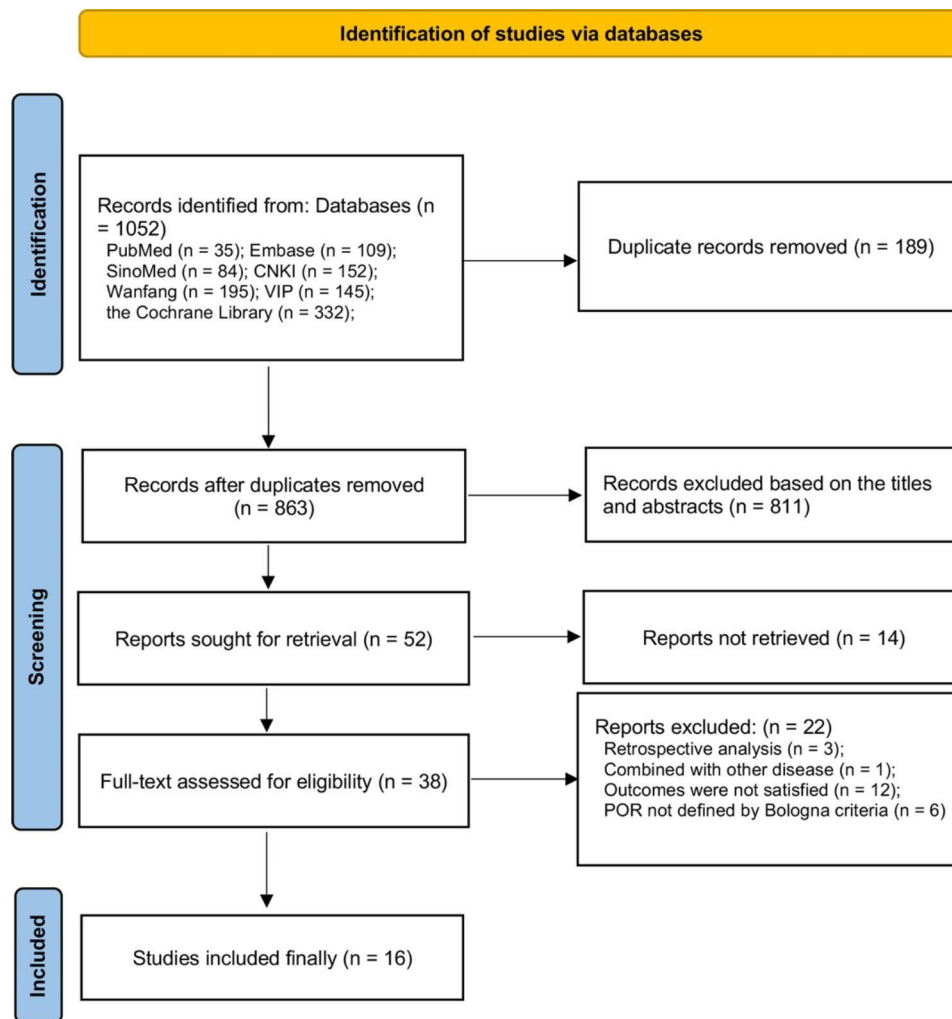 Identification of studies via databases
Identification
Records identified from: Databases (n
= 1052)
PubMed (n = 35); Embase (n = 109);
SinoMed (n = 84); CNKI (n = 152);
Wanfang (n = 195); VIP (n = 145);
the Cochrane Library (n = 332);
Duplicate records removed (n = 189)
Screening
Records after duplicates removed
(n = 863)
Records excluded based on the titles
and abstracts (n = 811)
Reports sought for retrieval (n = 52)
Reports not retrieved (n = 14)
Full-text assessed for eligibility (n = 38)
Reports excluded: (n = 22)
Retrospective analysis (n = 3);
Combined with other disease (n = 1);
Outcomes were not satisfied (n = 12);
POR not defined by Bologna criteria (n = 6)
Included
Studies included finally (n = 16)